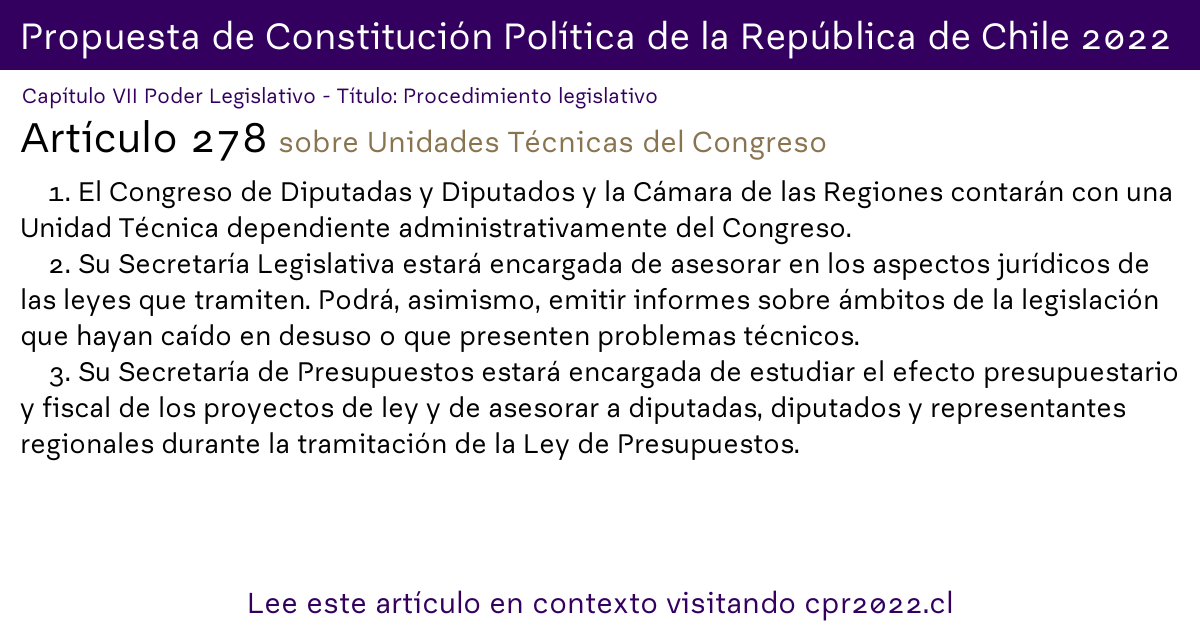 Propuesta de Constitución Política de la República de Chile 2022
Capítulo VII Poder Legislativo - Título: Procedimiento legislativo
Artículo 278 sobre Unidades Técnicas del Congreso
1. El Congreso de Diputadas y Diputados y la Cámara de las Regiones contarán con una
Unidad Técnica dependiente administrativamente del Congreso.
2. Su Secretaría Legislativa estará encargada de asesorar en los aspectos jurídicos de
las leyes que tramiten. Podrá, asimismo, emitir informes sobre ámbitos de la legislación
que hayan caído en desuso o que presenten problemas técnicos.
3. Su Secretaría de Presupuestos estará encargada de estudiar el efecto presupuestario
y fiscal de los proyectos de ley y de asesorar a diputadas, diputados y representantes
regionales durante la tramitación de la Ley de Presupuestos.
Lee este artículo en contexto visitando cpr2022.cl